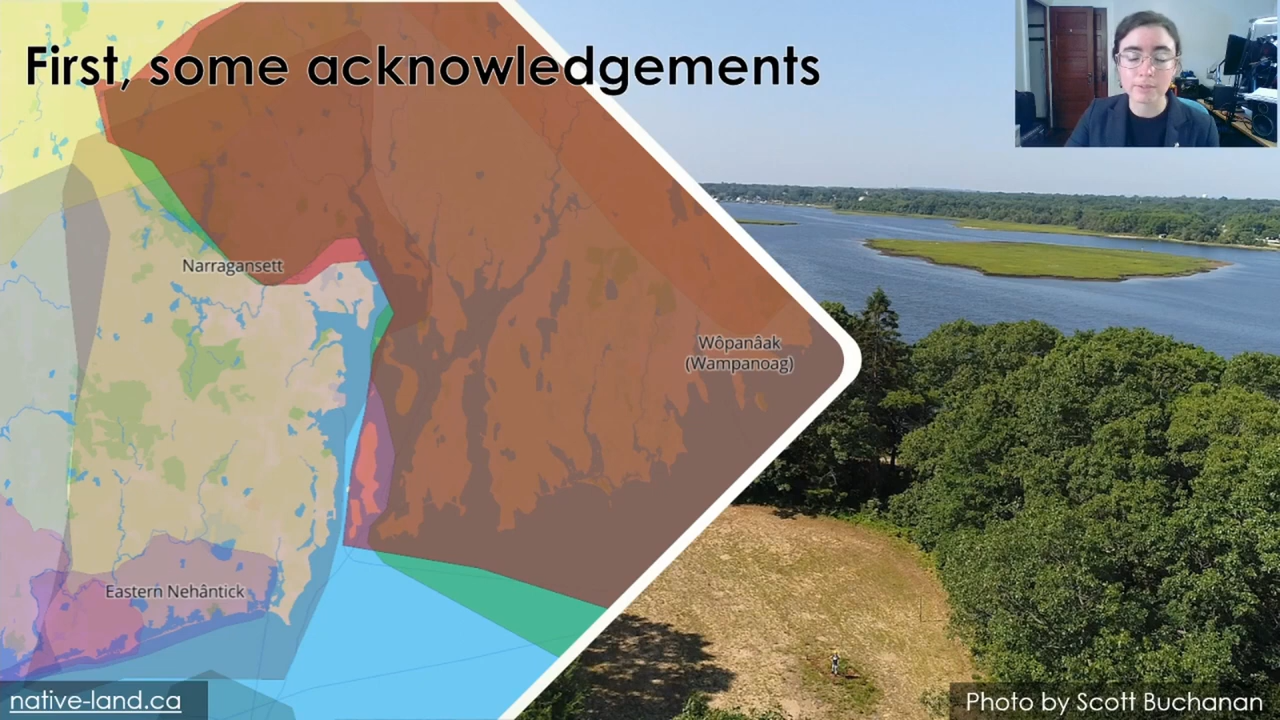 First, some acknowledgements
Narragansett
Wôpanâak
(Wampanoag)
Eastern Nehântick
native-land.ca
Photo by Scott Buchanan